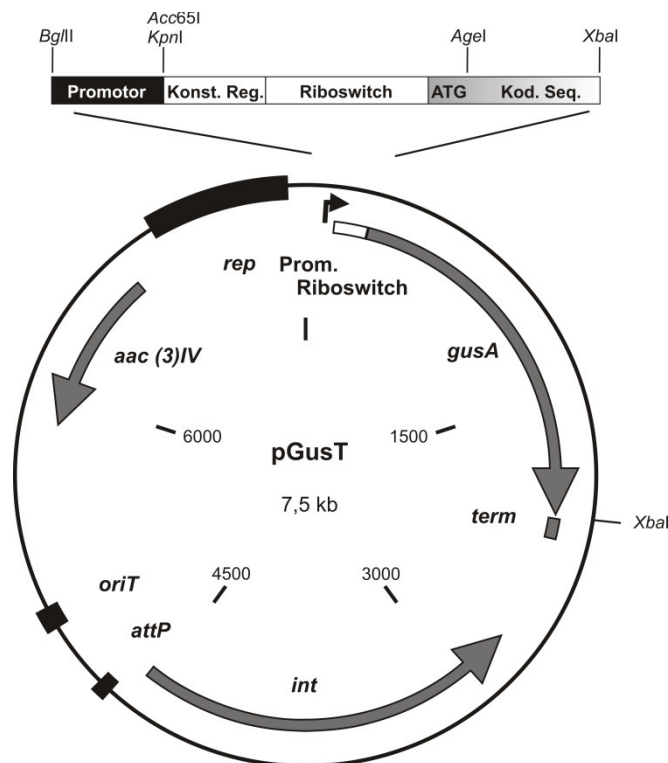 Acc65I
BglII KpnI AgeI XbaI
Promotor Konst. Reg. Riboswitch ATG Kod. Seq.
rep Prom.
Riboswitch
aac (3)IV gusA
6000 pGusT 1500
7,5 kb term XbaI
oriT 4500 3000
attP
int